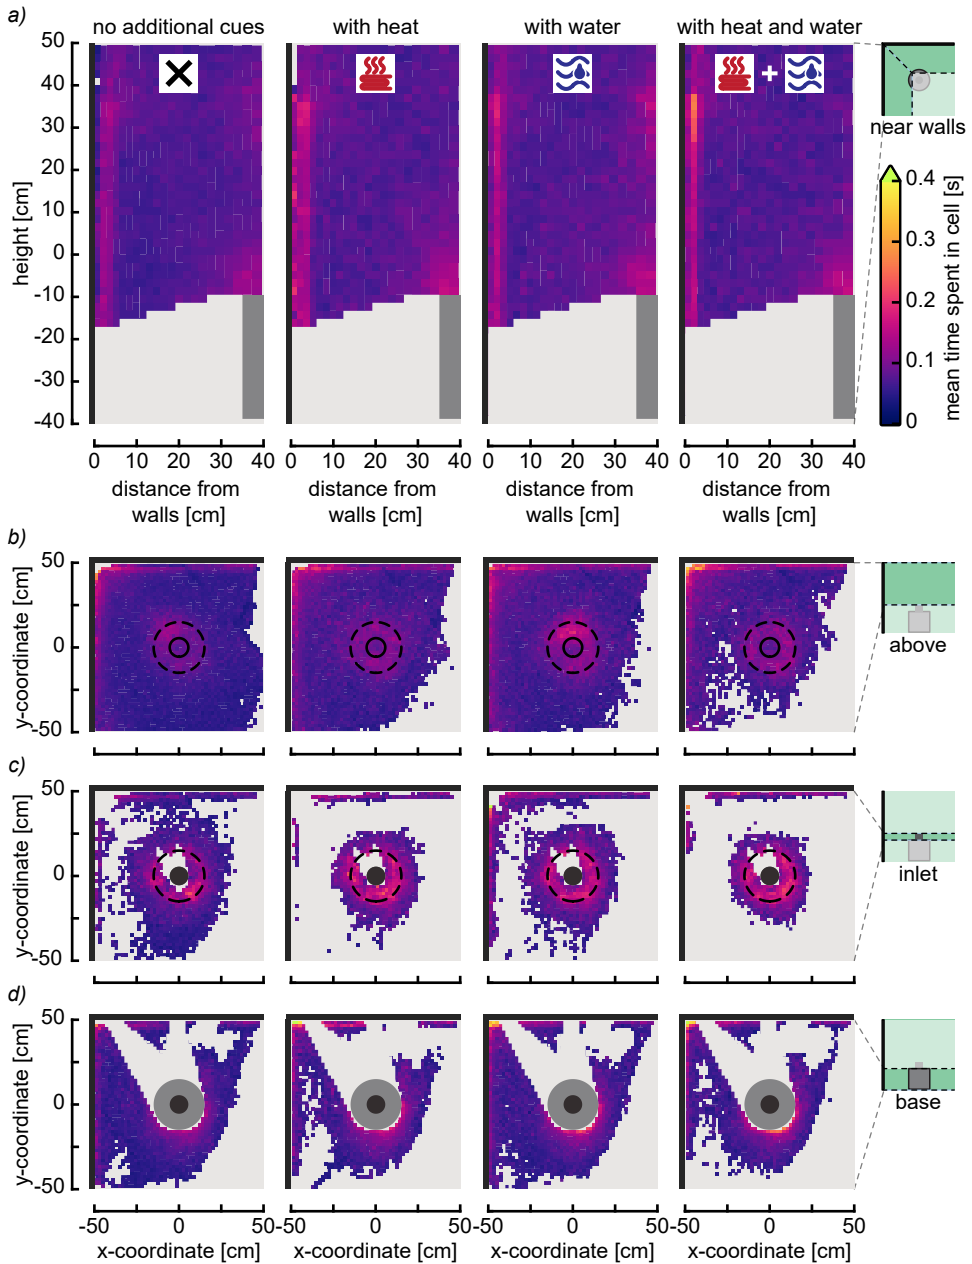 a)
no additional cues
with heat
with water
with heat and water
50
40
30
20
10
0
-10
-20
-30
-40
height [cm]
near walls
0.4
0.3
0.2
0.1
0
mean time spent in cell [s]
0 10 20 30 40
0 10 20 30 40
0 10 20 30 40
0 10 20 30 40
distance from
walls [cm]
distance from
walls [cm]
distance from
walls [cm]
distance from
walls [cm]
b)
50
0
-50
y-coordinate [cm]
above
c)
50
0
-50
y-coordinate [cm]
inlet
d)
50
0
-50
y-coordinate [cm]
base
-50 0 50
-50 0 50
-50 0 50
-50 0 50
x-coordinate [cm]
x-coordinate [cm]
x-coordinate [cm]
x-coordinate [cm]